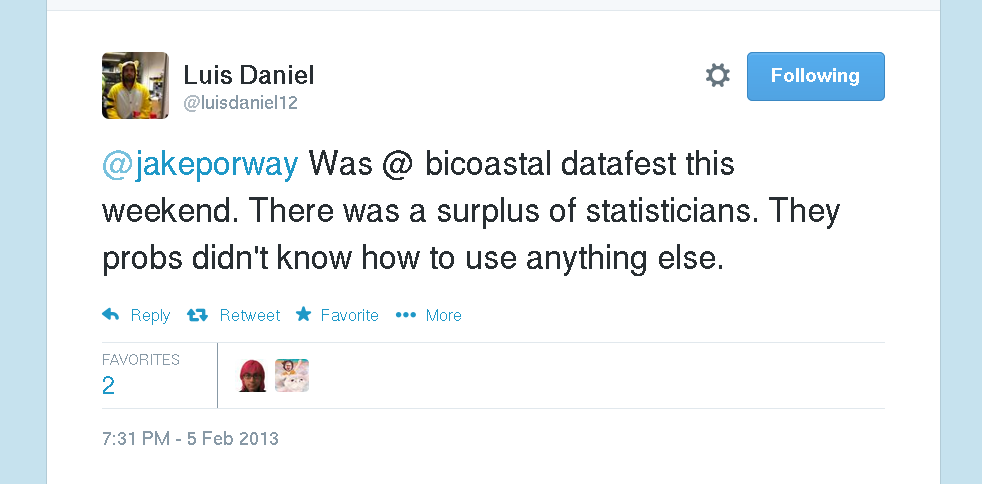 Luis Daniel
@luisdaniel12
Following
@jakeporway Was @ bicoastal datafest this
weekend. There was a surplus of statisticians. They
probs didn't know how to use anything else.
Reply Retweet Favorite More
FAVORITES
2
7:31 PM - 5 Feb 2013